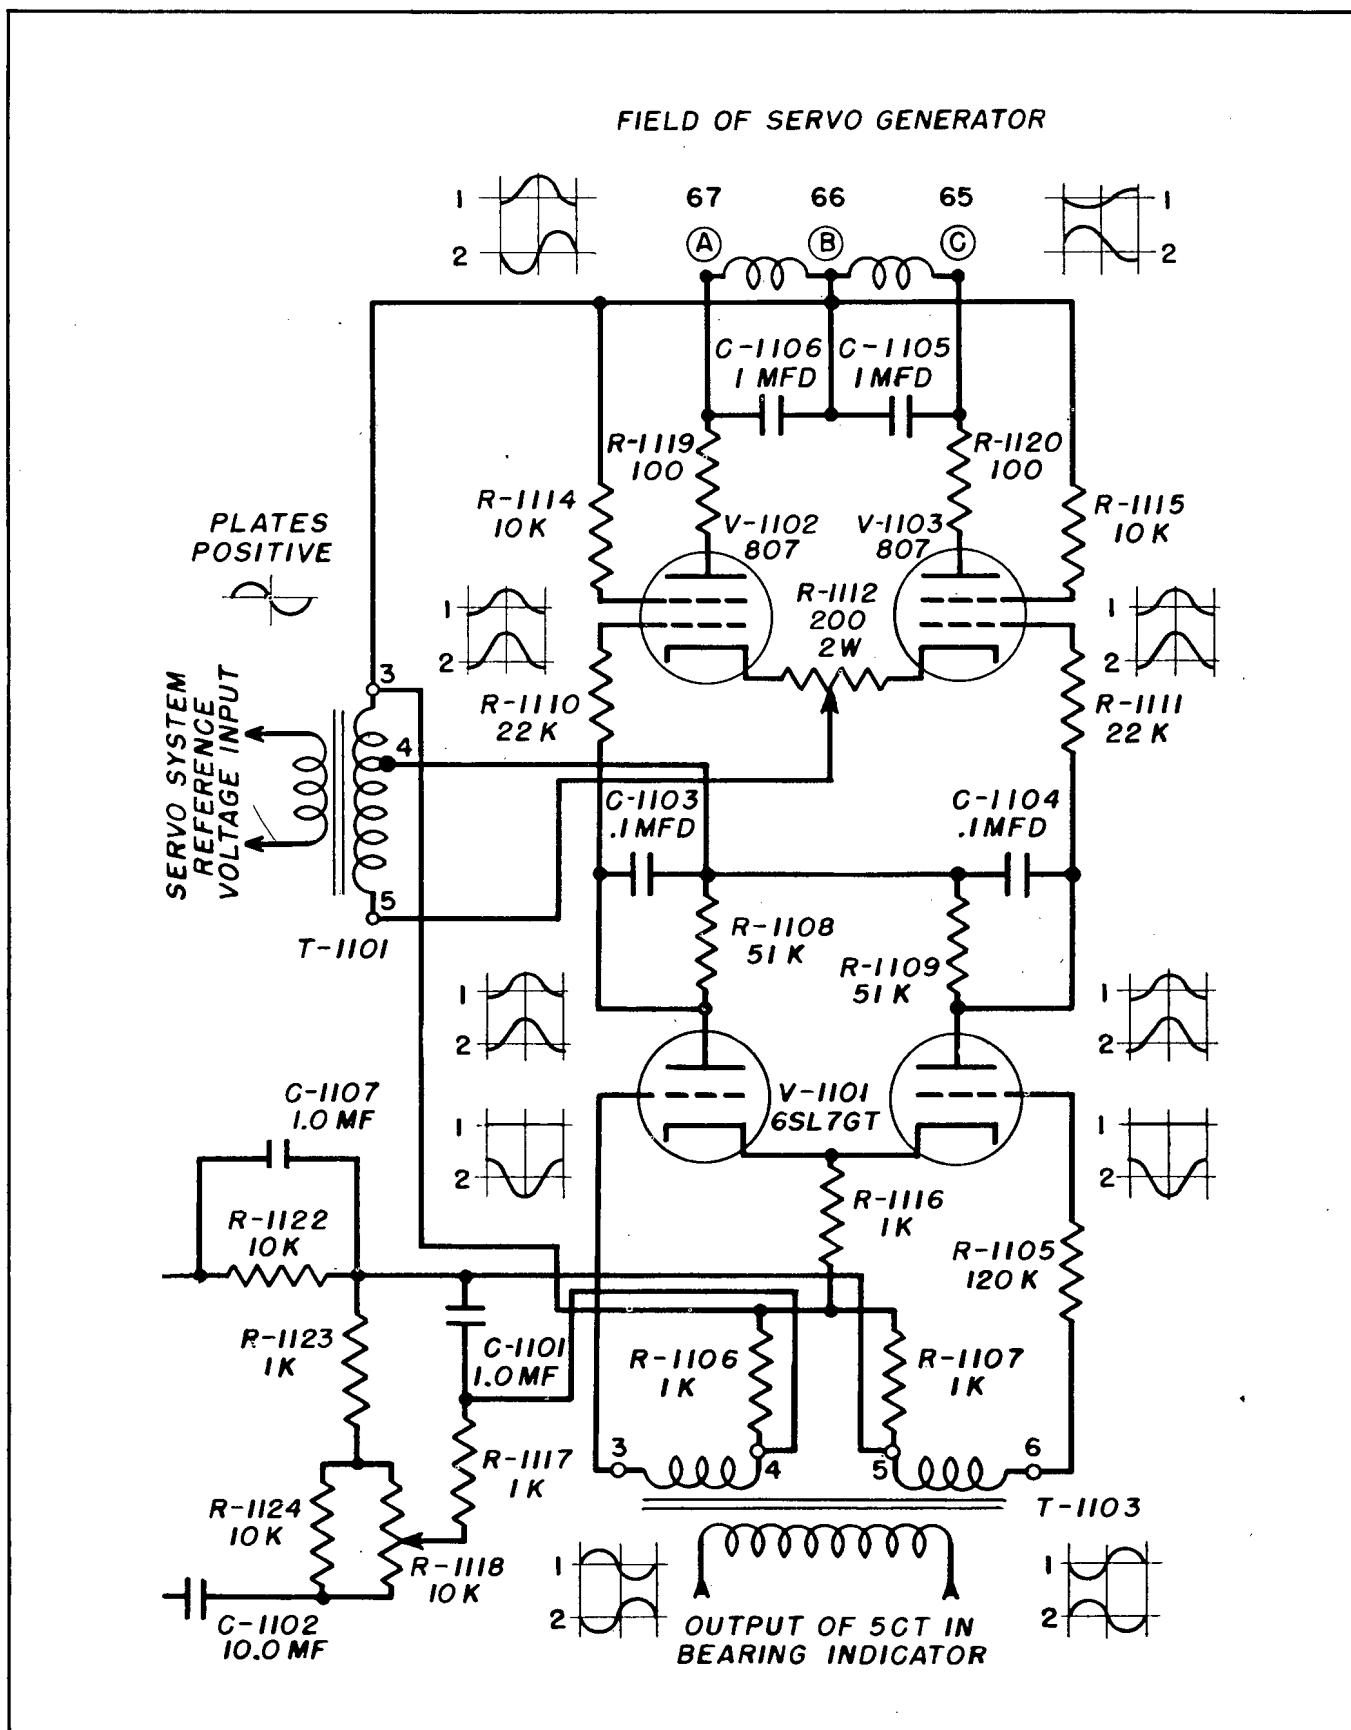 FIELD OF SERVO GENERATOR
1
2
67
66
65
A
B
C
1
2
C-1106
1 MFD
C-1105
1 MFD
R-1119
100
R-1120
100
R-1114
10 K
R-1115
10 K
V-1102
807
V-1103
807
PLATES
POSITIVE
1
2
R-1112
200
2W
1
2
R-1110
22 K
R-1111
22 K
SERVO SYSTEM
REFERENCE
VOLTAGE INPUT
3
4
5
T-1101
C-1103
.1 MFD
C-1104
.1 MFD
R-1108
51 K
R-1109
51 K
1
2
1
2
C-1107
1.0 MF
V-1101
6SL7GT
1
2
1
2
R-1116
1K
R-1122
10 K
R-1105
120 K
R-1123
1 K
C-1101
1.0 MF
R-1106
1 K
R-1107
1 K
R-1117
1 K
3
4
5
6
T-1103
R-1124
10 K
R-1118
10 K
C-1102
10.0 MF
1
2
OUTPUT OF 5CT IN
BEARING INDICATOR
1
2